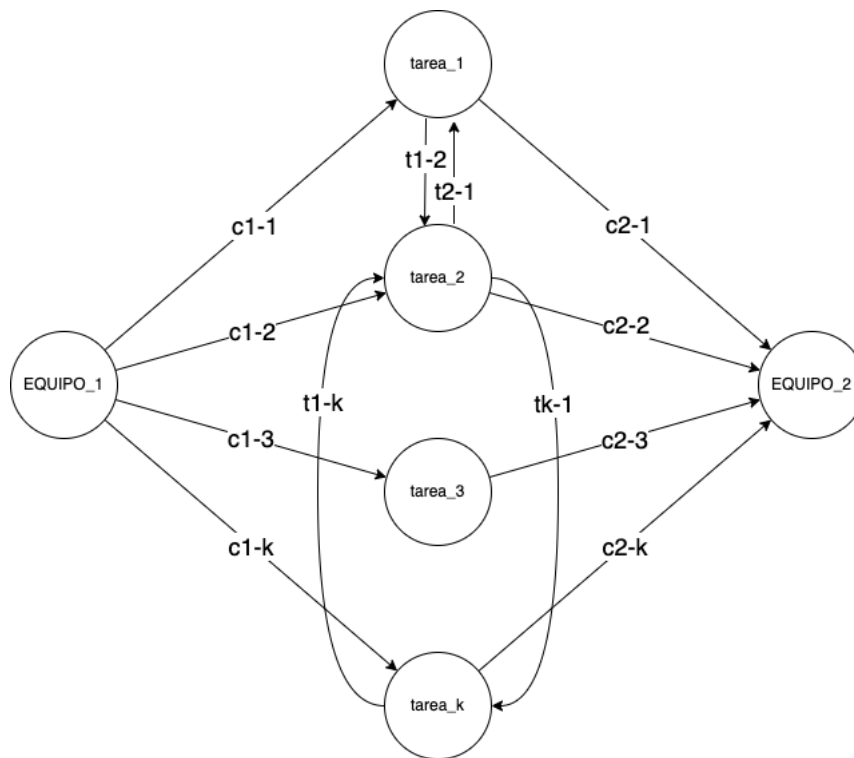 tarea_1
t1-2
t2-1
c1-1
c2-1
tarea_2
c1-2
c2-2
EQUIPO_1
EQUIPO_2
t1-k
tk-1
c1-3
c2-3
tarea_3
c1-k
c2-k
tarea_k